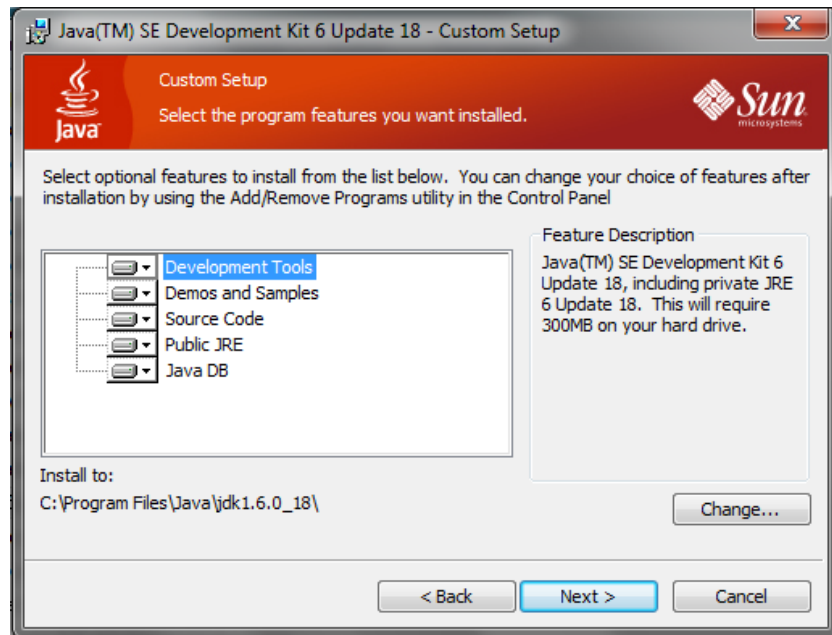 Java(TM) SE Development Kit 6 Update 18 - Custom Setup
Custom Setup
Select the program features you want installed.
Java
Sun
microsystems
Select optional features to install from the list below. You can change your choice of features after
installation by using the Add/Remove Programs utility in the Control Panel
Development Tools
Demos and Samples
Source Code
Public JRE
Java DB
Feature Description
Java(TM) SE Development Kit 6
Update 18, including private JRE
6 Update 18. This will require
300MB on your hard drive.
Install to:
C:\Program Files\Java\jdk1.6.0_18\
Change...
< Back
Next >
Cancel